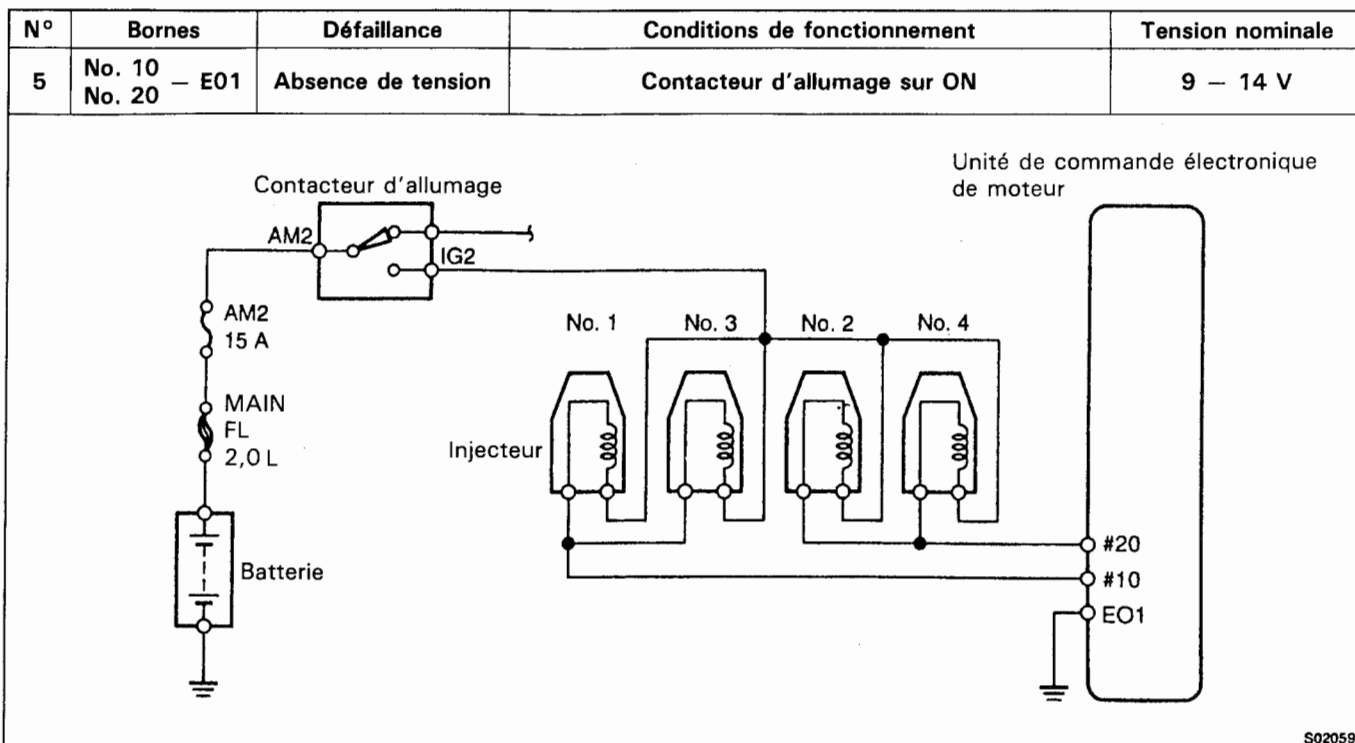 N° Bornes Défaillance Conditions de fonctionnement Tension nominale
5 No. 10 No. 20 — E01 Absence de tension Contacteur d'allumage sur ON 9 — 14 V
Unité de commande électronique
de moteur
Contacteur d'allumage
AM2
IG2
AM2
15 A
No. 1 No. 3 No. 2 No. 4
MAIN
FL
2,0 L
Injecteur
Batterie
#20
#10
EO1
S02059